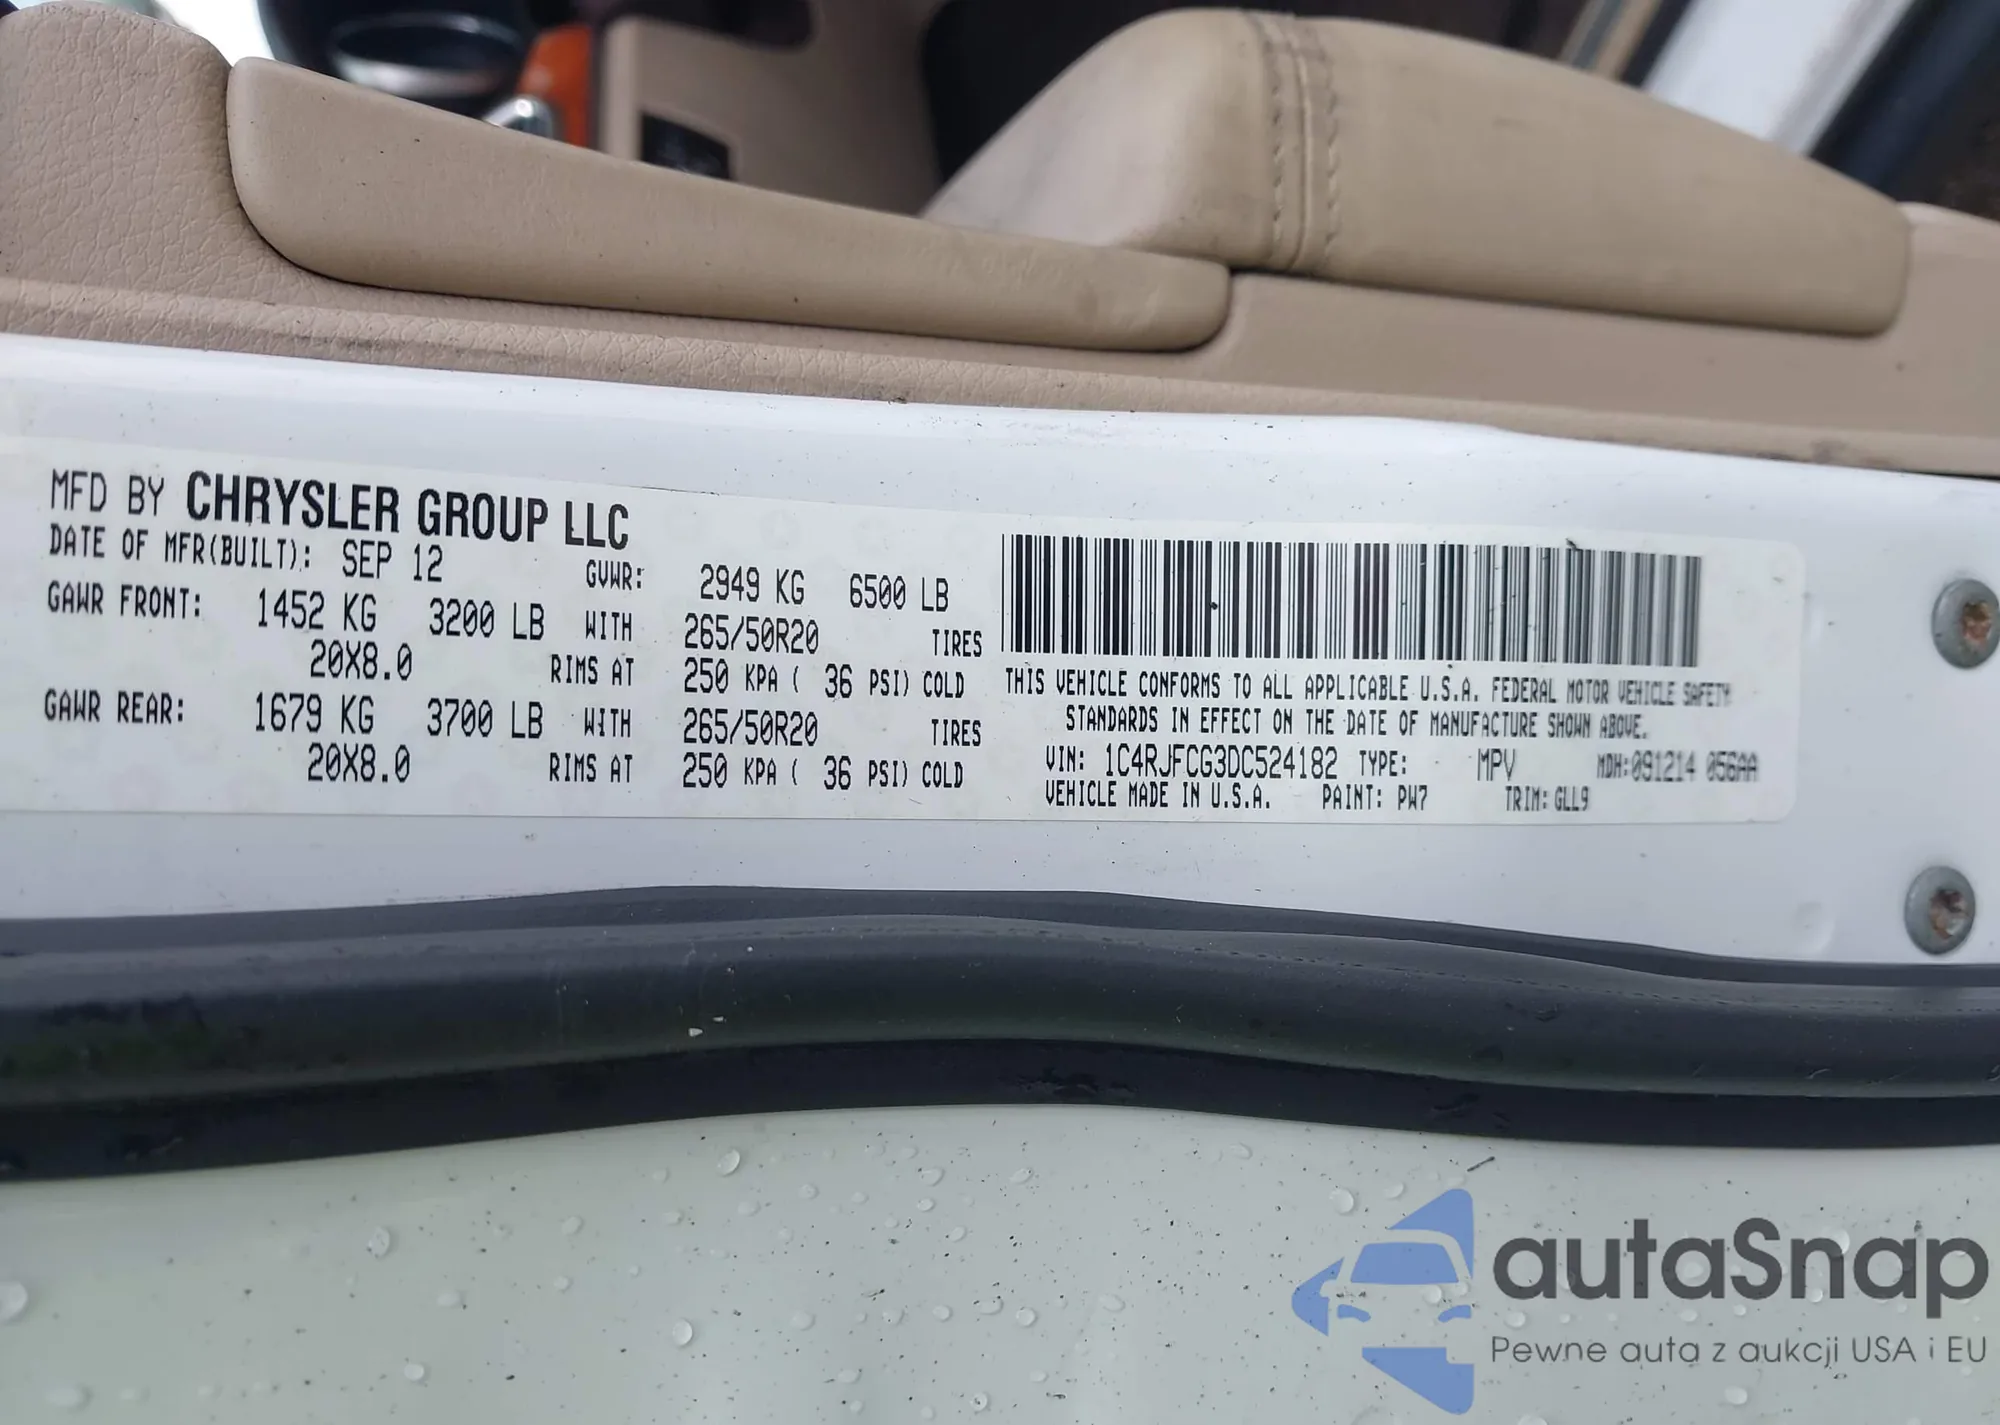 MFD BY CHRYSLER GROUP LLC
DATE OF MFR(BUILT): SEP 12 GVWR: 2949 KG 6500 LB
GAWR FRONT: 1452 KG 3200 LB WITH 265/50R20 TIRES
20X8.0 RIMS AT 250 KPA ( 36 PSI) COLD
GAWR REAR: 1679 KG 3700 LB WITH 265/50R20 TIRES
20X8.0 RIMS AT 250 KPA ( 36 PSI) COLD
THIS VEHICLE CONFORMS TO ALL APPLICABLE U.S.A. FEDERAL MOTOR VEHICLE SAFETY
STANDARDS IN EFFECT ON THE DATE OF MANUFACTURE SHOWN ABOVE.
VIN: 1C4RJFCG3DC524182 TYPE: MPV MDH:091214 056AA
VEHICLE MADE IN U.S.A. PAINT: PW7 TRIM: GLL9
autaSnap
Pewne auta z aukcji USA i EU